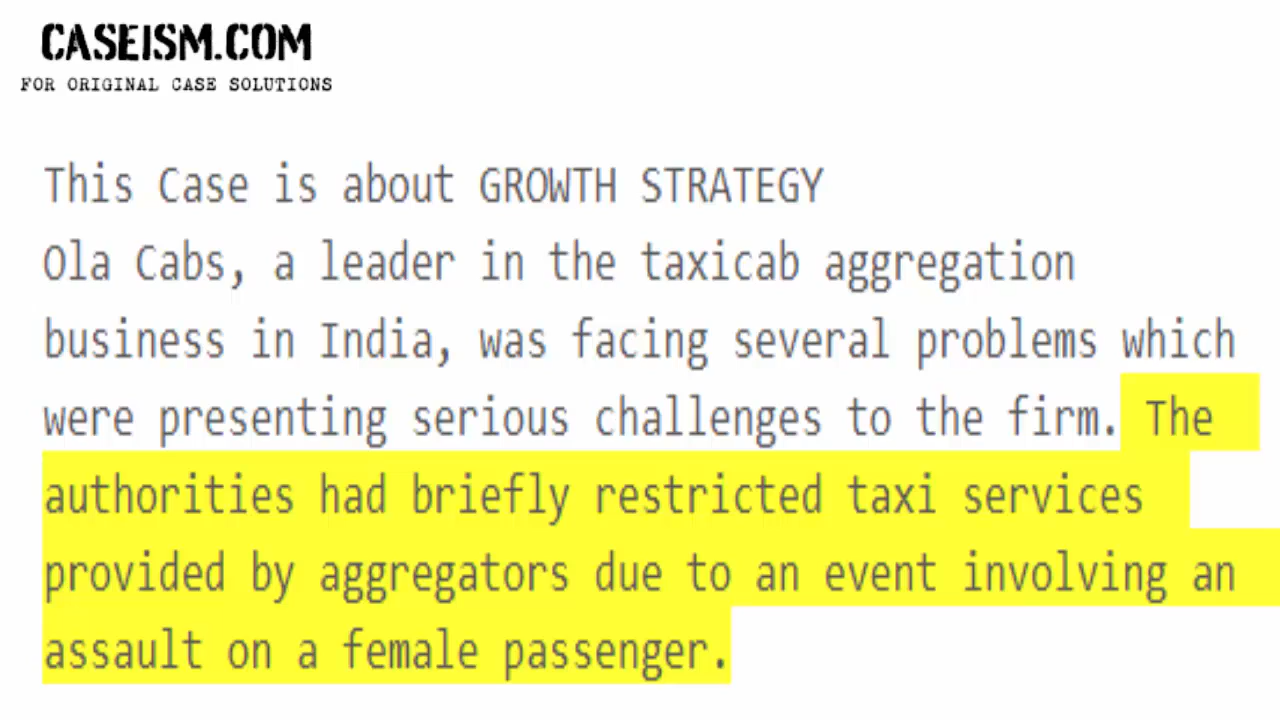 CASEISM.COM
FOR ORIGINAL CASE SOLUTIONS
This Case is about GROWTH STRATEGY
Ola Cabs, a leader in the taxicab aggregation
business in India, was facing several problems which
were presenting serious challenges to the firm. The
authorities had briefly restricted taxi services
provided by aggregators due to an event involving an
assault on a female passenger.